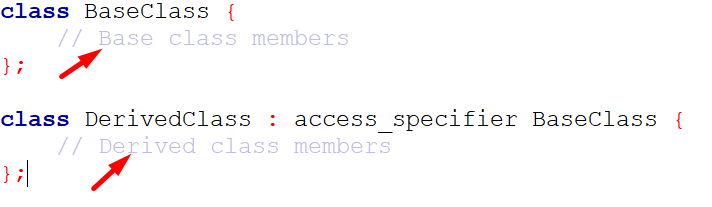 class BaseClass {
    // Base class members
};
class DerivedClass : access_specifier BaseClass {
    // Derived class members
};